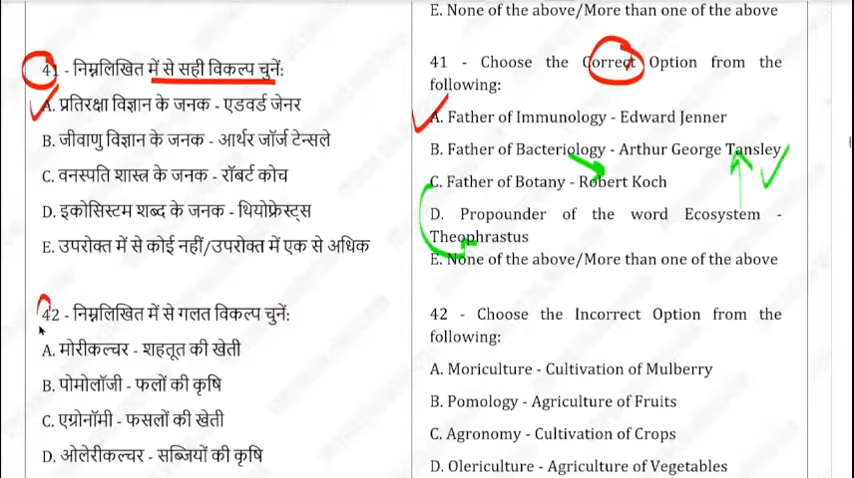 41 - निम्नलिखित में से सही विकल्प चुनें:
A. प्रतिरक्षा विज्ञान के जनक - एडवर्ड जेनर
B. जीवाणु विज्ञान के जनक - आर्थर जॉर्ज टेन्सले
C. वनस्पति शास्त्र के जनक - रॉबर्ट कोच
D. इकोसिस्टम शब्द के जनक - थियोफ्रेस्ट्स
E. उपरोक्त में से कोई नहीं/उपरोक्त में एक से अधिक
42 - निम्नलिखित में से गलत विकल्प चुनें:
A. मोरीकल्चर - शहतूत की खेती
B. पोमोलॉजी - फलों की कृषि
C. एग्रोनॉमी - फसलों की खेती
D. ओलेरीकल्चर - सब्जियों की कृषि
E. None of the above/More than one of the above
41 - Choose the Correct Option from the
following:
A. Father of Immunology - Edward Jenner
B. Father of Bacteriology - Arthur George Tansley
C. Father of Botany - Robert Koch
D. Propounder of the word Ecosystem -
Theophrastus
E. None of the above/More than one of the above
42 - Choose the Incorrect Option from the
following:
A. Moriculture - Cultivation of Mulberry
B. Pomology - Agriculture of Fruits
C. Agronomy - Cultivation of Crops
D. Olericulture - Agriculture of Vegetables